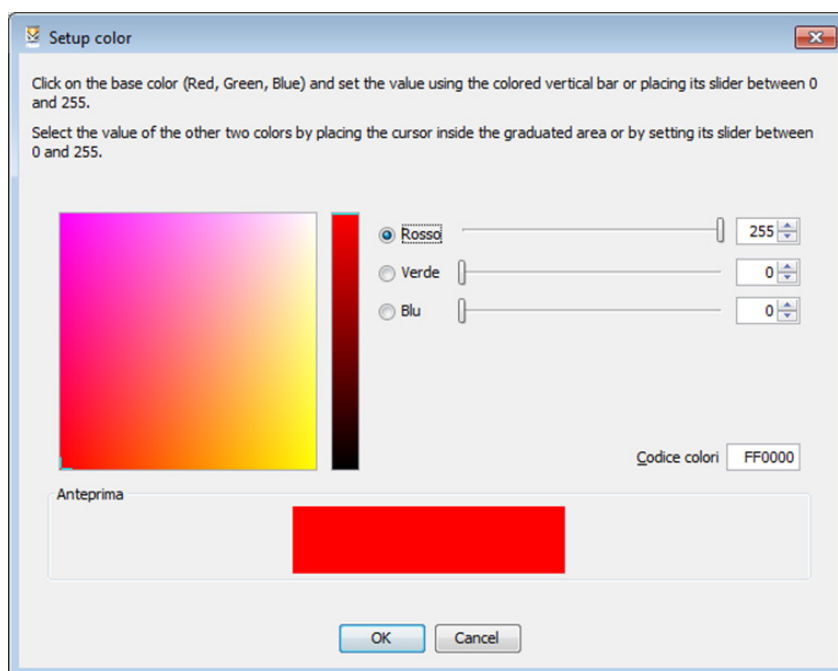 Setup color
Click on the base color (Red, Green, Blue) and set the value using the colored vertical bar or placing its slider between 0
and 255.
Select the value of the other two colors by placing the cursor inside the graduated area or by setting its slider between
0 and 255.
Rosso 255
Verde 0
Blu 0
Codice colori FF0000
Anteprima
OK Cancel